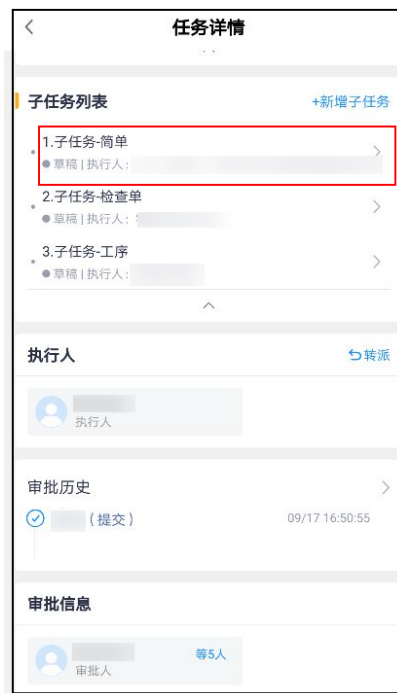 任务详情
子任务列表
+新增子任务
1.子任务-简单
草稿|执行人:
2.子任务-检查单
草稿|执行人:
3.子任务-工序
草稿|执行人:
执行人
转派
执行人
审批历史
(提交)
09/17 16:50:55
审批信息
等5人
审批人